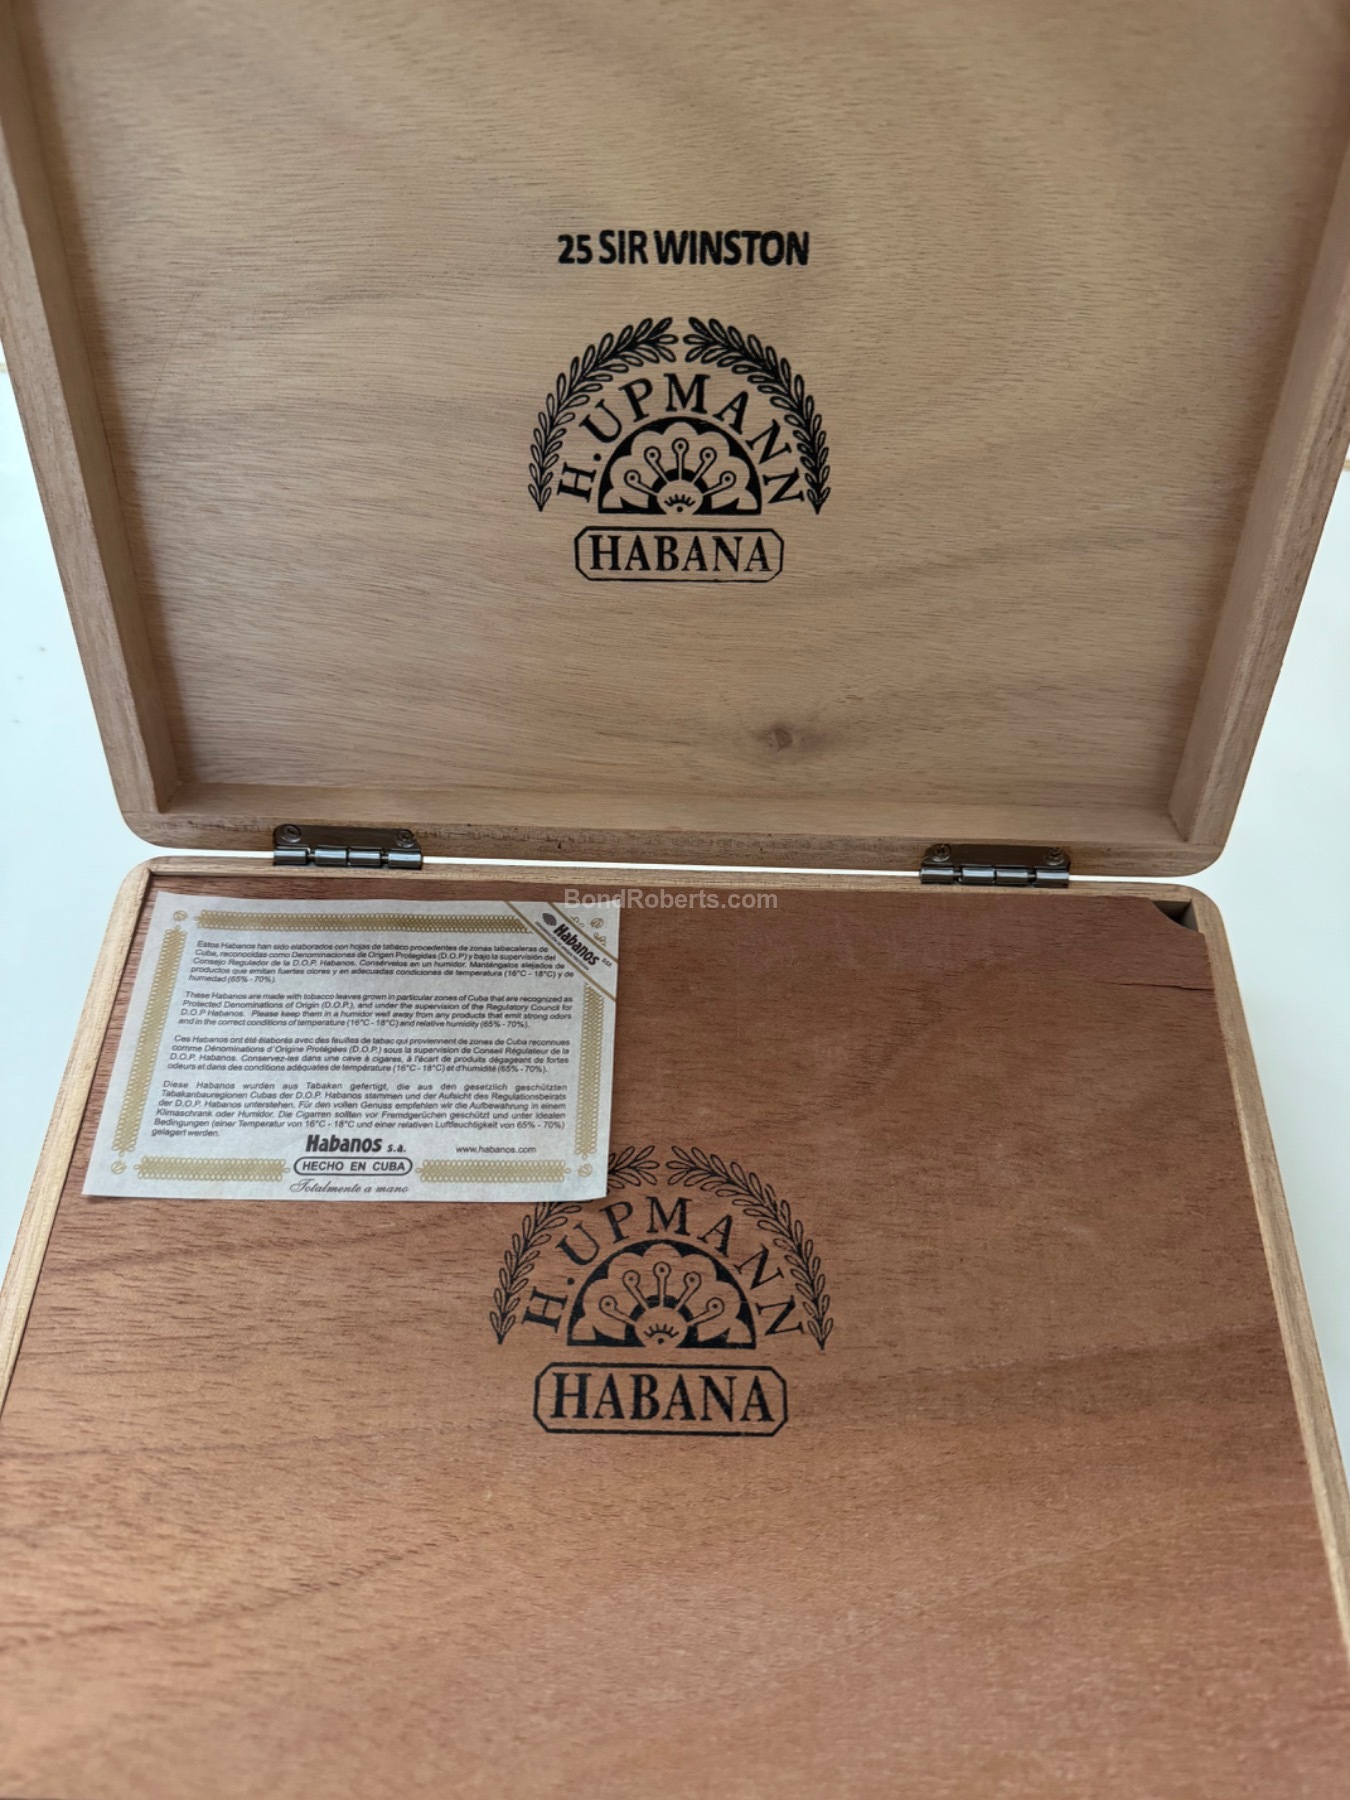 25 SIR WINSTON
H. UPMANN
HABANA
BondRoberts.com
Habanos
Estos Habanos han sido elaborados con hojas de tabaco procedentes de zonas tabacaleras de
Cuba, reconocidas como Denominaciones de Origen Protegidas (D.O.P.) y bajo la supervisión del
Consejo Regulador de la D.O.P. Habanos. Consérvelos en un humidor. Manténgalos alejados de
productos que emitan fuertes olores y en adecuadas condiciones de temperatura (16°C - 18°C) y de
humedad (65% - 70%).
These Habanos are made with tobacco leaves grown in particular zones of Cuba that are recognized as
Protected Denominations of Origin (D.O.P.), and under the supervision of the Regulatory Council for
D.O.P Habanos. Please keep them in a humidor well away from any products that emit strong odors
and in the correct conditions of temperature (16°C - 18°C) and relative humidity (65% - 70%).
Ces Habanos ont été élaborés avec des feuilles de tabac qui proviennent de zones de Cuba reconnues
comme Dénominations d'Origine Protégées (D.O.P.) sous la supervision de Conseil Régulateur de la
D.O.P. Habanos. Conservez-les dans une cave à cigares, à l'écart de produits dégageant de fortes
odeurs et dans des conditions adéquates de température (16°C - 18°C) et d'humidité (65% - 70%).
Diese Habanos wurden aus Tabaken gefertigt, die aus den gesetzlich geschützten
Tabakanbauregionen Cubas der D.O.P. Habanos stammen und der Aufsicht des Regulationsbeirats
der D.O.P. Habanos unterstehen. Für den vollen Genuss empfehlen wir die Aufbewahrung in einem
Klimaschrank oder Humidor. Die Cigarren sollten vor Fremdgerüchen geschützt und unter idealen
Bedingungen (einer Temperatur von 16°C - 18°C und einer relativen Luftfeuchtigkeit von 65% - 70%)
gelagert werden.
Habanos s.a.
www.habanos.com
HECHO EN CUBA
Totalmente a mano
H. UPMANN
HABANA